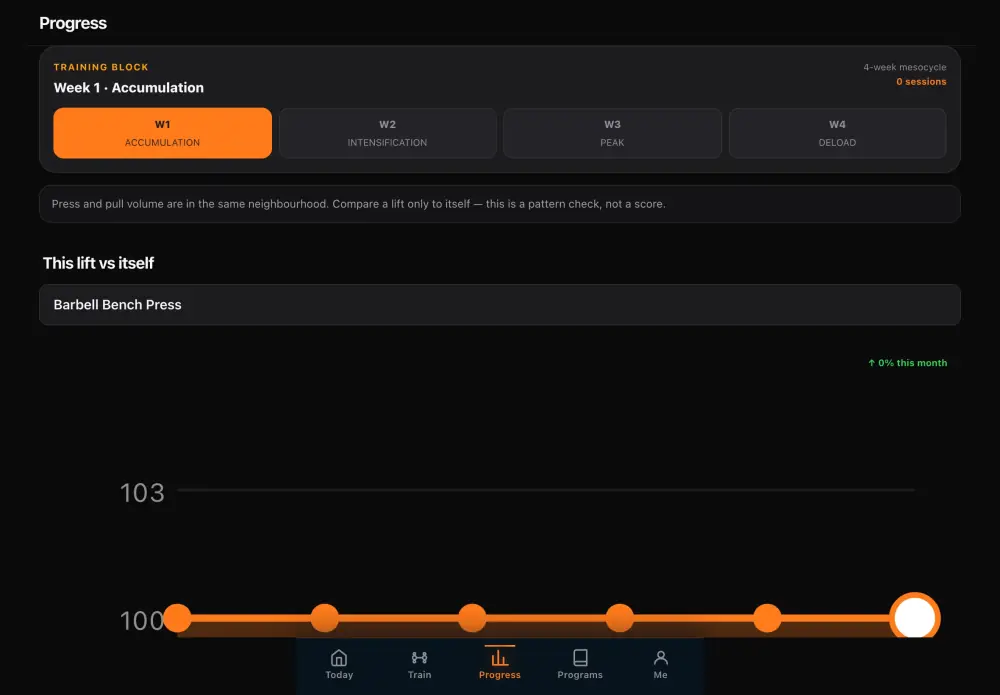 Progress
TRAINING BLOCK
4-week mesocycle
Week 1 · Accumulation
0 sessions
W1
ACCUMULATION
W2
INTENSIFICATION
W3
PEAK
W4
DELOAD
Press and pull volume are in the same neighbourhood. Compare a lift only to itself — this is a pattern check, not a score.
This lift vs itself
Barbell Bench Press
↑ 0% this month
103
100
Today
Train
Progress
Programs
Me